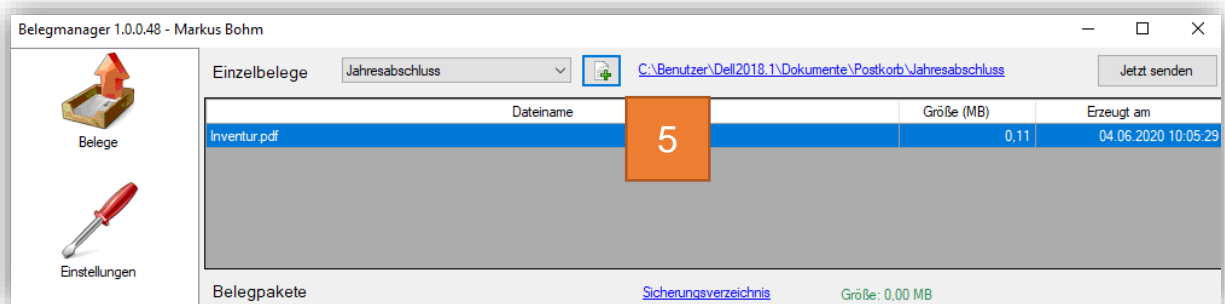 Belegmanager 1.0.0.48 - Markus Bohm
Einzelbelege Jahresabschluss C:\Benutzer\Dell2018.1\Dokumente\Postkorb\Jahresabschluss Jetzt senden
Dateiname Größe (MB) Erzeugt am
Inventur.pdf 0,11 04.06.2020 10:05:29
5
Belege
Einstellungen
Belegpakete Sicherungsverzeichnis Größe: 0,00 MB